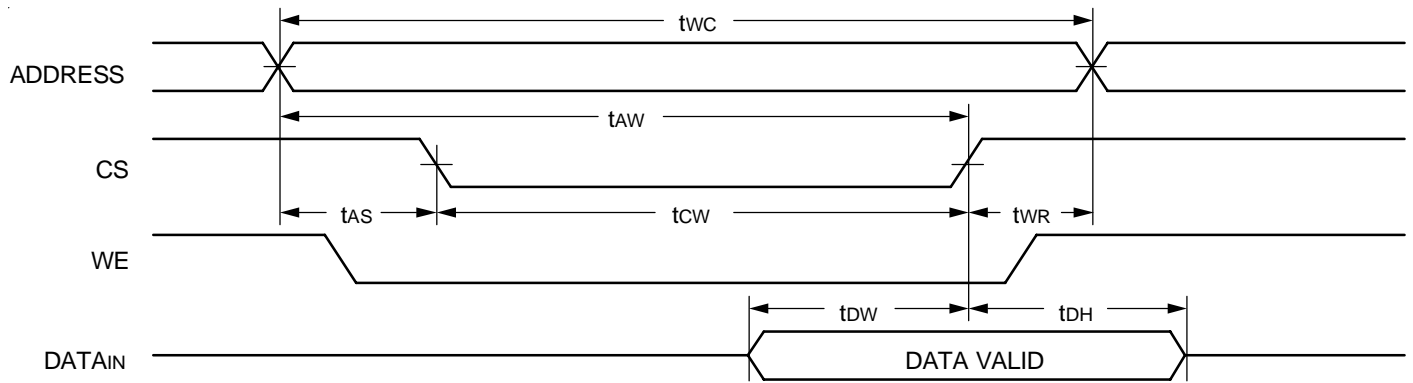 tWC
ADDRESS
tAW
CS
tAS tCW tWR
WE
tDW tDH
DATAIN DATA VALID